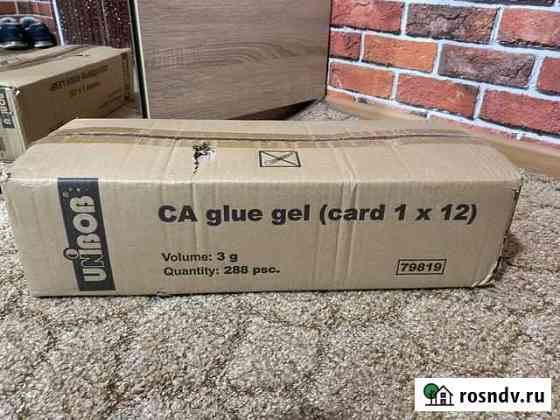 UNIBOB
CA glue gel (card 1 x 12)
Volume: 3 g
Quantity: 288 psc.
79819
rosndv.ru